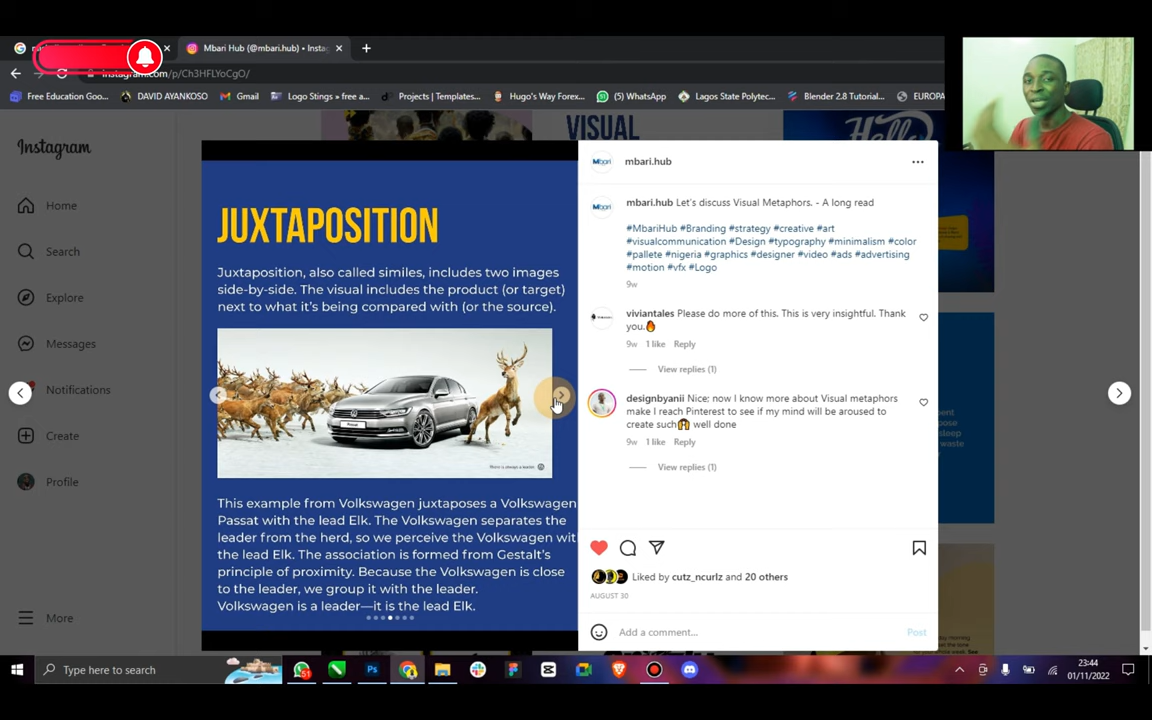 Mbari Hub (@mbari.hub) • Insta
instagram.com/p/Ch3HFLYoCgO/
Free Education Goo...
DAVID AYANKOSO
Gmail
Logo Stings » free a...
Projects | Templates...
Hugo's Way Forex...
(5) WhatsApp
Lagos State Polytec...
Blender 2.8 Tutorial...
EUROPA
Instagram
Home
Search
Explore
Messages
Notifications
Create
Profile
More
VISUAL
Hello
JUXTAPOSITION
Juxtaposition, also called similes, includes two images
side-by-side. The visual includes the product (or target)
next to what it's being compared with (or the source).
Passat
This example from Volkswagen juxtaposes a Volkswagen
Passat with the lead Elk. The Volkswagen separates the
leader from the herd, so we perceive the Volkswagen wit
the lead Elk. The association is formed from Gestalt's
principle of proximity. Because the Volkswagen is close
to the leader, we group it with the leader.
Volkswagen is a leader—it is the lead Elk.
Mbari
mbari.hub
Mbari
mbari.hub Let's discuss Visual Metaphors. - A long read
#MbariHub #Branding #strategy #creative #art
#visualcommunication #Design #typography #minimalism #color
#pallete #nigeria #graphics #designer #video #ads #advertising
#motion #vfx #Logo
9w
viviantales Please do more of this. This is very insightful. Thank
you.🔥
9w 1 like Reply
View replies (1)
designbyanii Nice; now I know more about Visual metaphors
make I reach Pinterest to see if my mind will be aroused to
create such😭 well done
9w 1 like Reply
View replies (1)
Liked by cutz_ncurlz and 20 others
AUGUST 30
Add a comment...
Post
Type here to search
23:44
01/11/2022